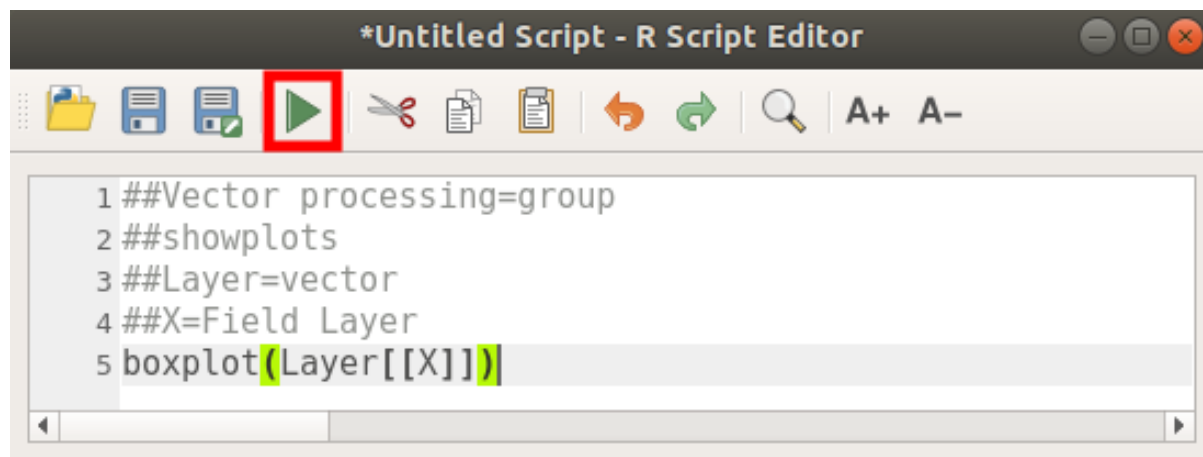 *Untitled Script - R Script Editor
A+ A-
1 ##Vector processing=group
2 ##showplots
3 ##Layer=vector
4 ##X=Field Layer
5 boxplot(Layer[[X]])